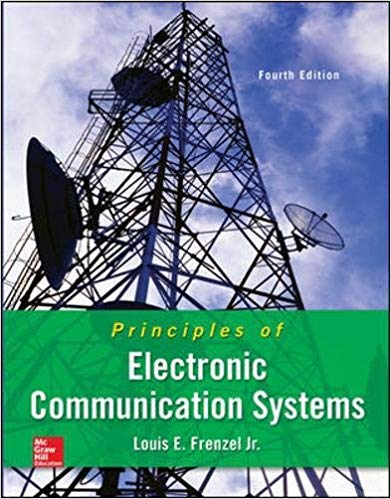 Fourth Edition
Principles of
Electronic
Communication Systems
Louis E. Frenzel Jr.
Mc
Graw
Hill
Education